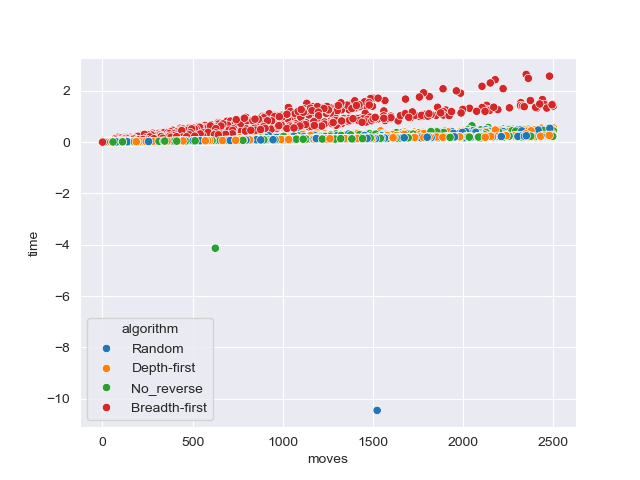 2
0
−2
−4
−6
−8
−10
time
algorithm
Random
Depth-first
No_reverse
Breadth-first
0 500 1000 1500 2000 2500
moves